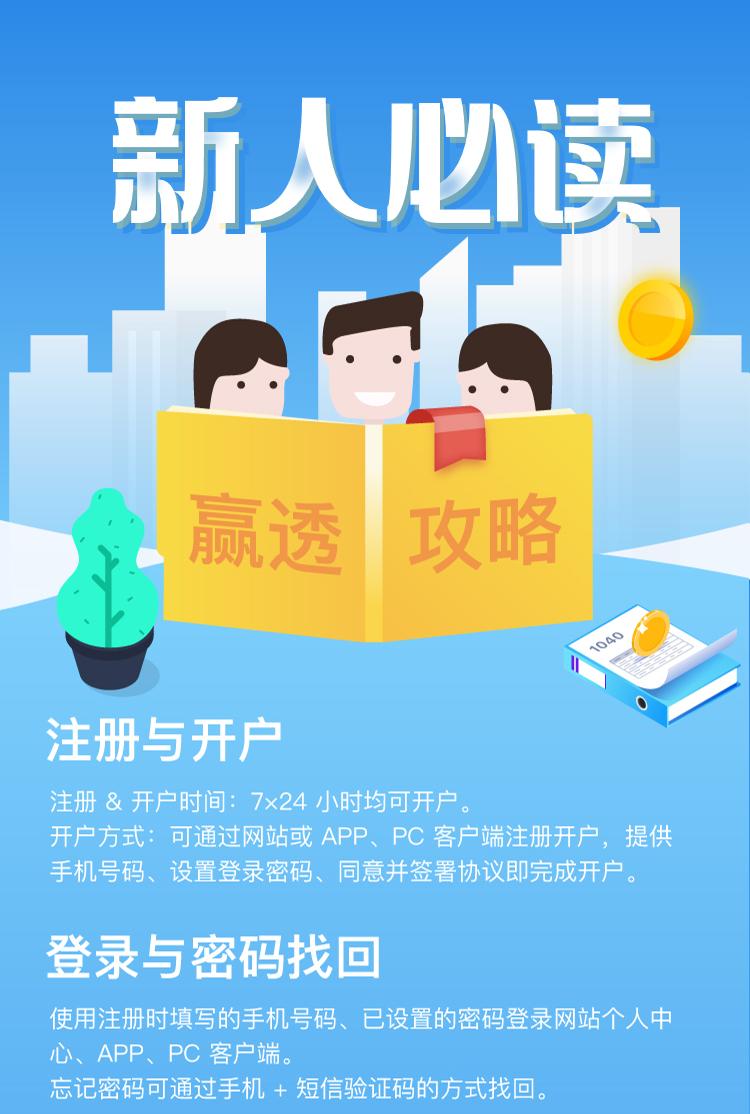 新人必读
赢透 攻略
1040
注册与开户
注册 & 开户时间：7×24 小时均可开户。
开户方式：可通过网站或 APP、PC 客户端注册开户，提供
手机号码、设置登录密码、同意并签署协议即完成开户。
登录与密码找回
使用注册时填写的手机号码、已设置的密码登录网站个人中
心、APP、PC 客户端。
忘记密码可通过手机 + 短信验证码的方式找回。